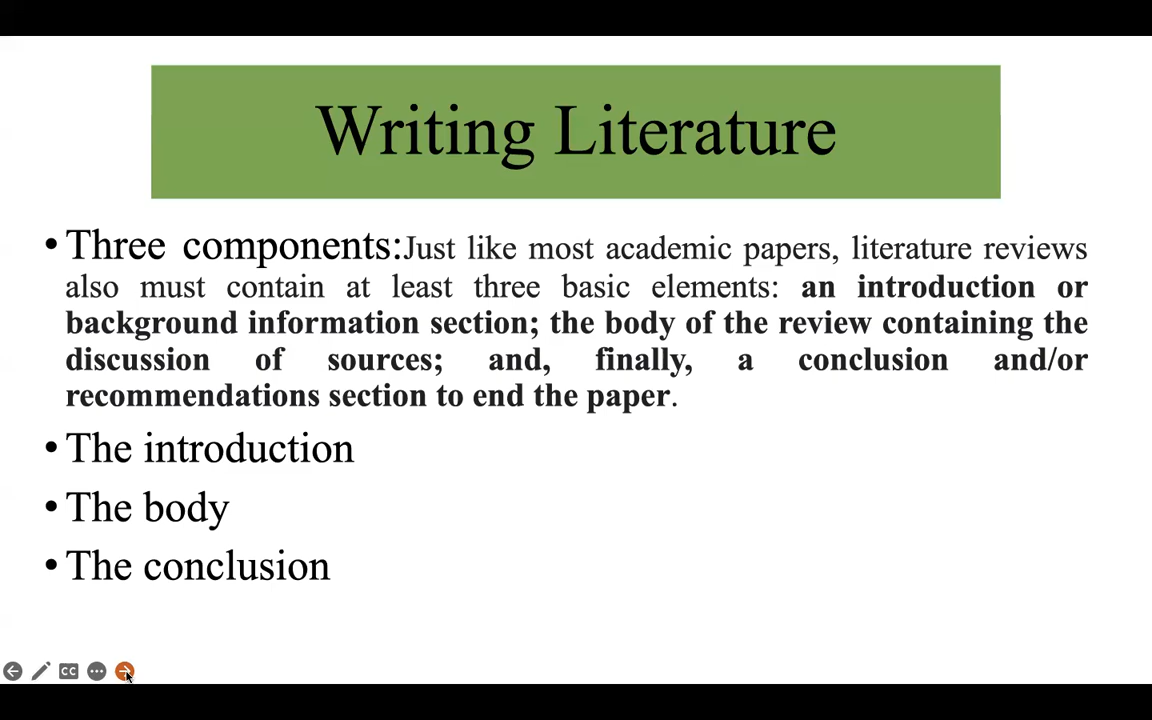 Writing Literature
• Three components:Just like most academic papers, literature reviews
also must contain at least three basic elements: an introduction or
background information section; the body of the review containing the
discussion of sources; and, finally, a conclusion and/or
recommendations section to end the paper.
• The introduction
• The body
• The conclusion
CC